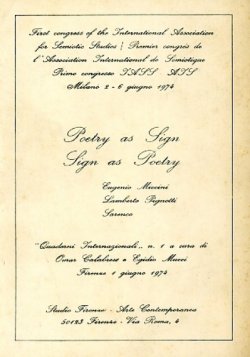 First congress of the International Association
for Semiotic Studies / Premier congrès de
l'Association International de Semiotique
Primo congresso IASS AIS
Milano 2-6 giugno 1974
Poetry as Sign
Sign as Poetry
Eugenio Miccini
Lamberto Pignotti
Sarenco
"Quaderni Internazionali" n. 1 a cura di
Omar Calabrese e Egidio Mucci
Firenze 1 giugno 1974
Studio Firenze - Arte Contemporanea
50123 Firenze - Via Roma, 4